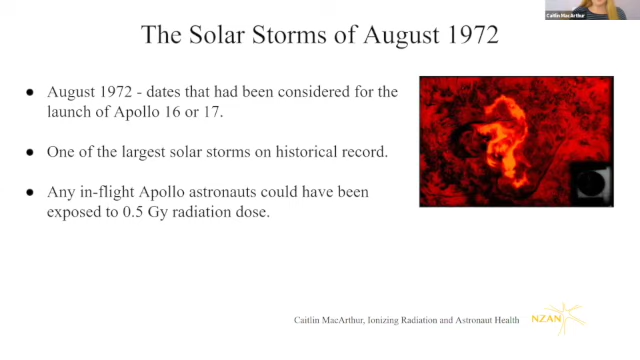 Caitlin MacArthur
The Solar Storms of August 1972
● August 1972 - dates that had been considered for the
launch of Apollo 16 or 17.
● One of the largest solar storms on historical record.
● Any in-flight Apollo astronauts could have been
exposed to 0.5 Gy radiation dose.
Caitlin MacArthur, Ionizing Radiation and Astronaut Health
NZAN